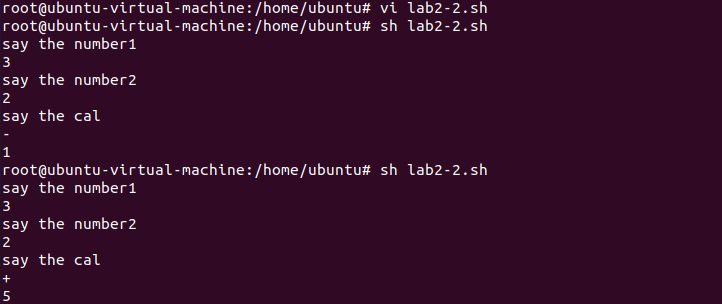 root@ubuntu-virtual-machine:/home/ubuntu# vi lab2-2.sh
root@ubuntu-virtual-machine:/home/ubuntu# sh lab2-2.sh
say the number1
3
say the number2
2
say the cal
-
1
root@ubuntu-virtual-machine:/home/ubuntu# sh lab2-2.sh
say the number1
3
say the number2
2
say the cal
+
5